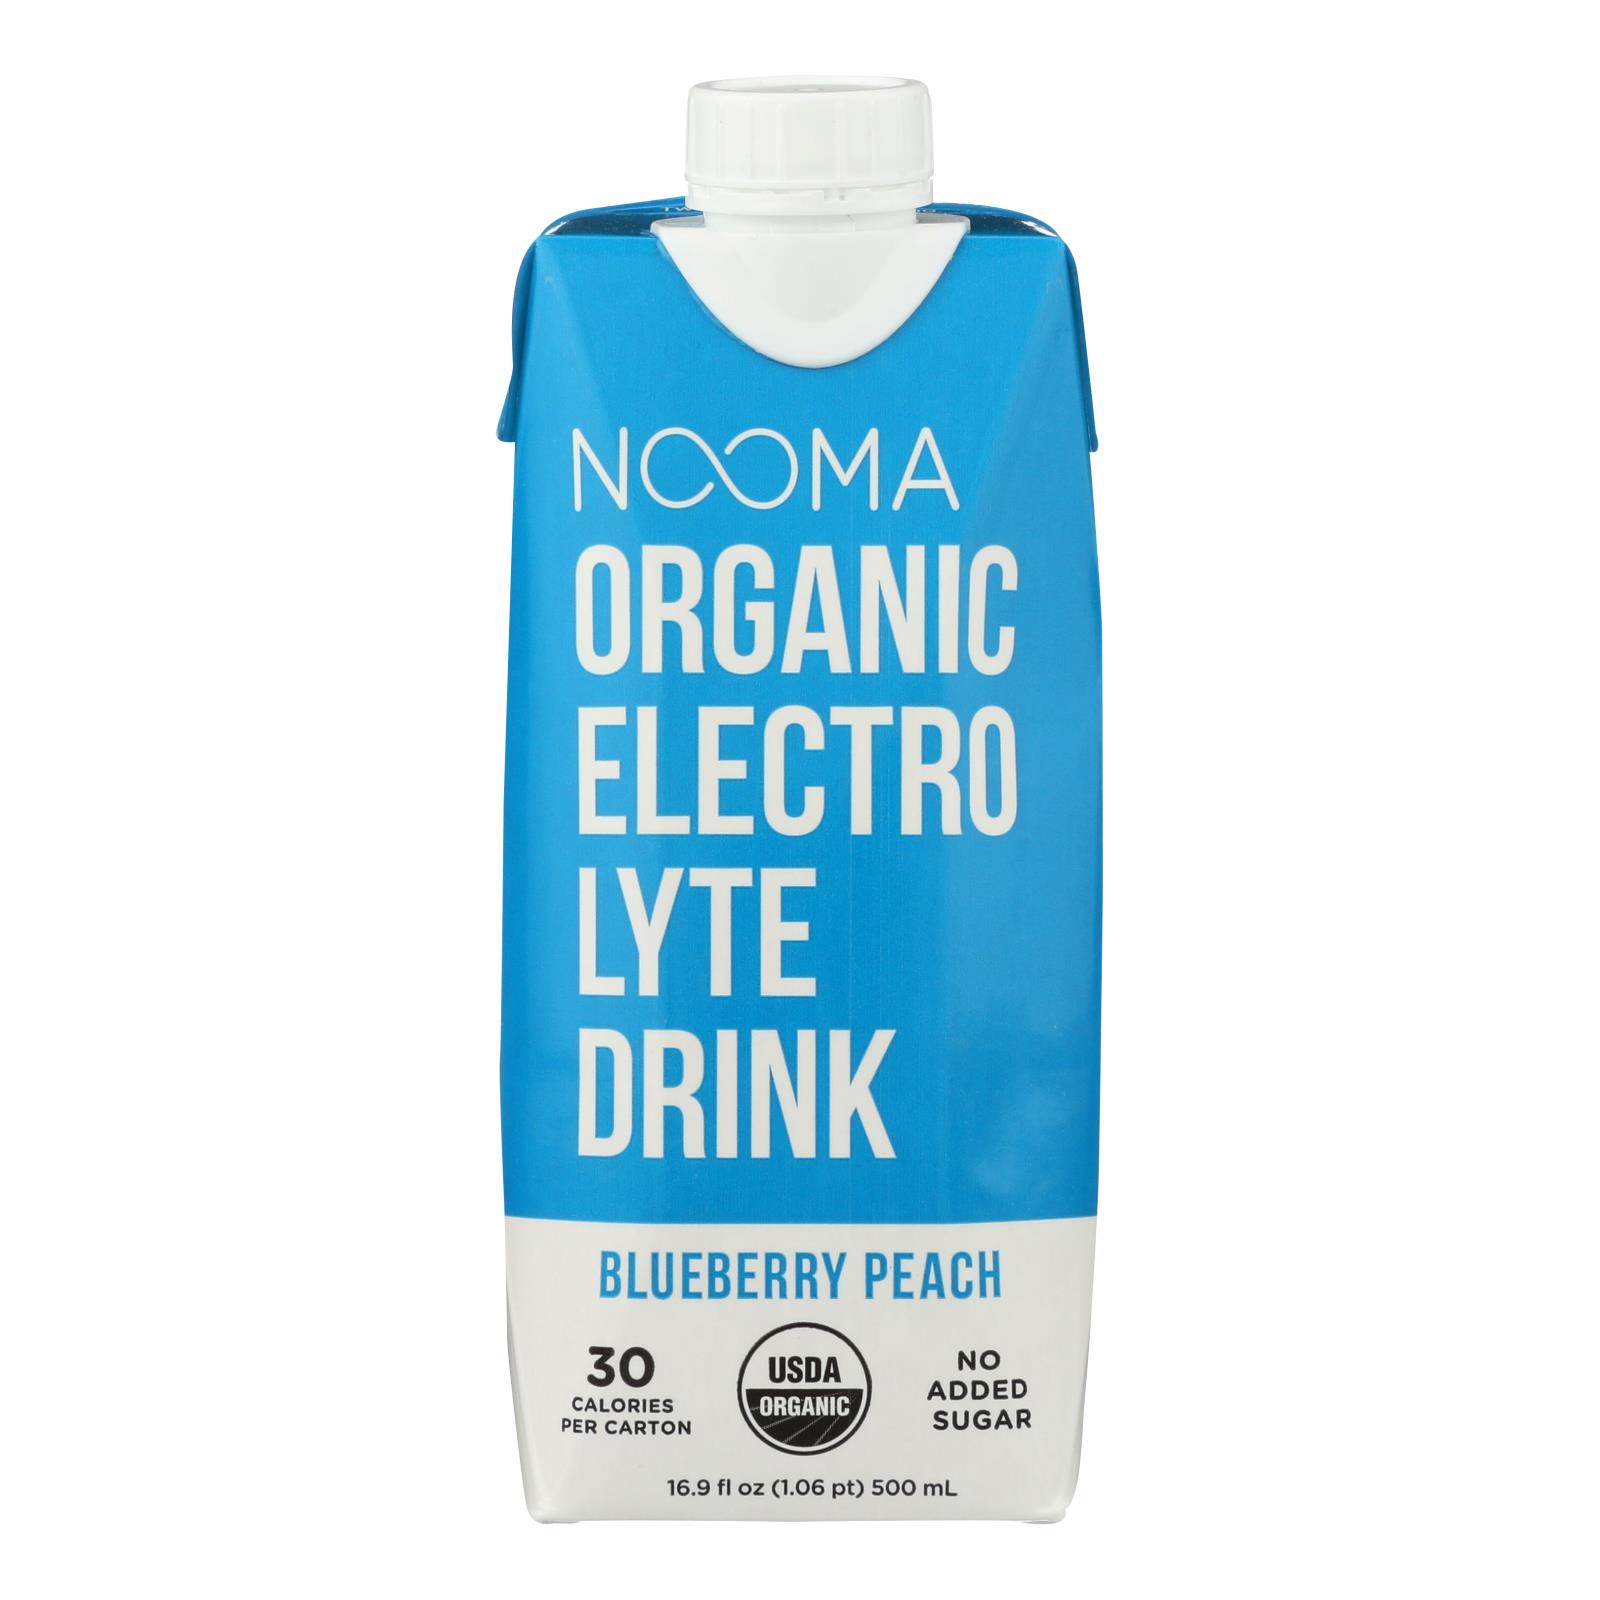 NOOMA
ORGANIC
ELECTRO
LYTE
DRINK
BLUEBERRY PEACH
30
CALORIES
PER CARTON
USDA
ORGANIC
NO
ADDED
SUGAR
16.9 fl oz (1.06 pt) 500 mL